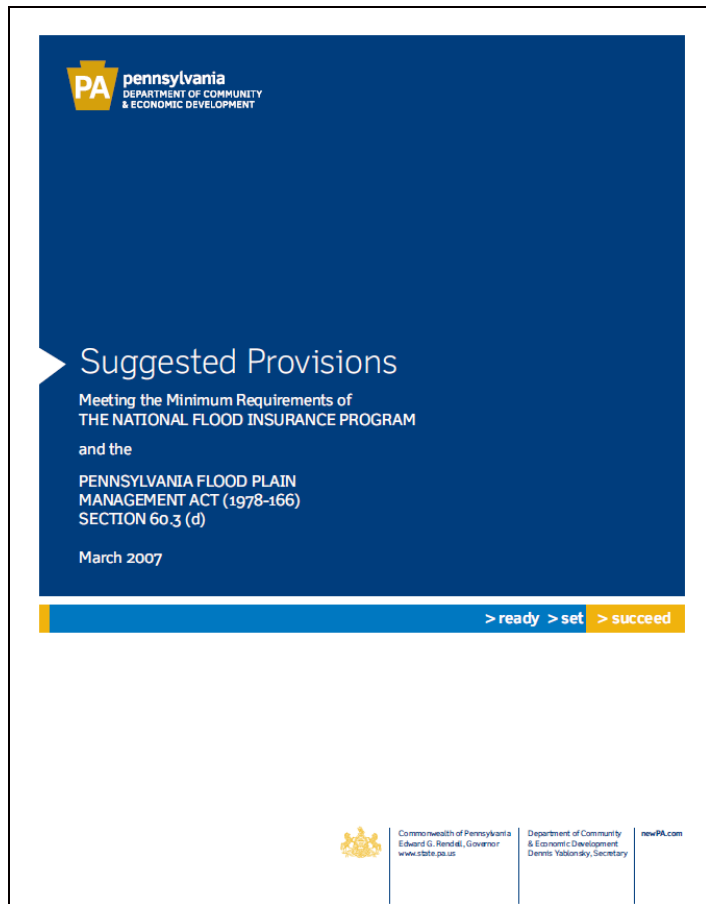 PA
pennsylvania
DEPARTMENT OF COMMUNITY
& ECONOMIC DEVELOPMENT
Suggested Provisions
Meeting the Minimum Requirements of
THE NATIONAL FLOOD INSURANCE PROGRAM
and the
PENNSYLVANIA FLOOD PLAIN
MANAGEMENT ACT (1978-166)
SECTION 60.3 (d)
March 2007
> ready > set > succeed
Commonwealth of Pennsylvania
Edward G. Rendell, Governor
www.state.pa.us
Department of Community
& Economic Development
Dennis Yablonsky, Secretary
newPA.com